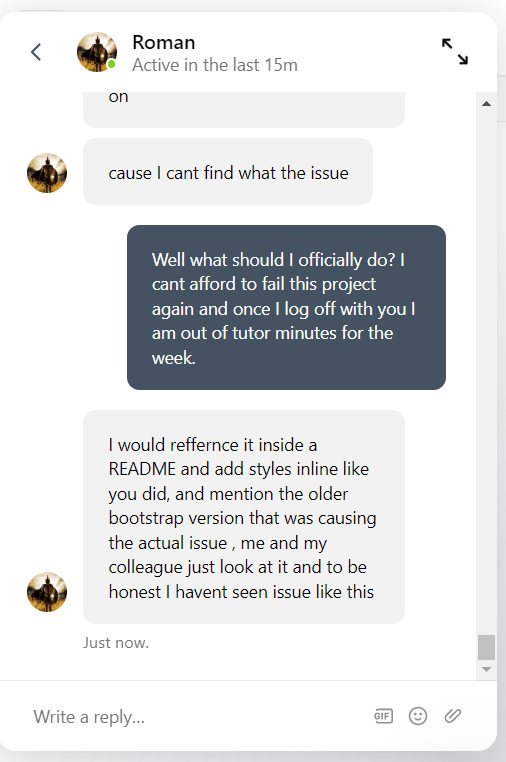 Roman
Active in the last 15m
on
cause I cant find what the issue
Well what should I officially do? I
cant afford to fail this project
again and once I log off with you I
am out of tutor minutes for the
week.
I would reffernce it inside a
README and add styles inline like
you did, and mention the older
bootstrap version that was causing
the actual issue , me and my
colleague just look at it and to be
honest I havent seen issue like this
Just now.
Write a reply...
GIF